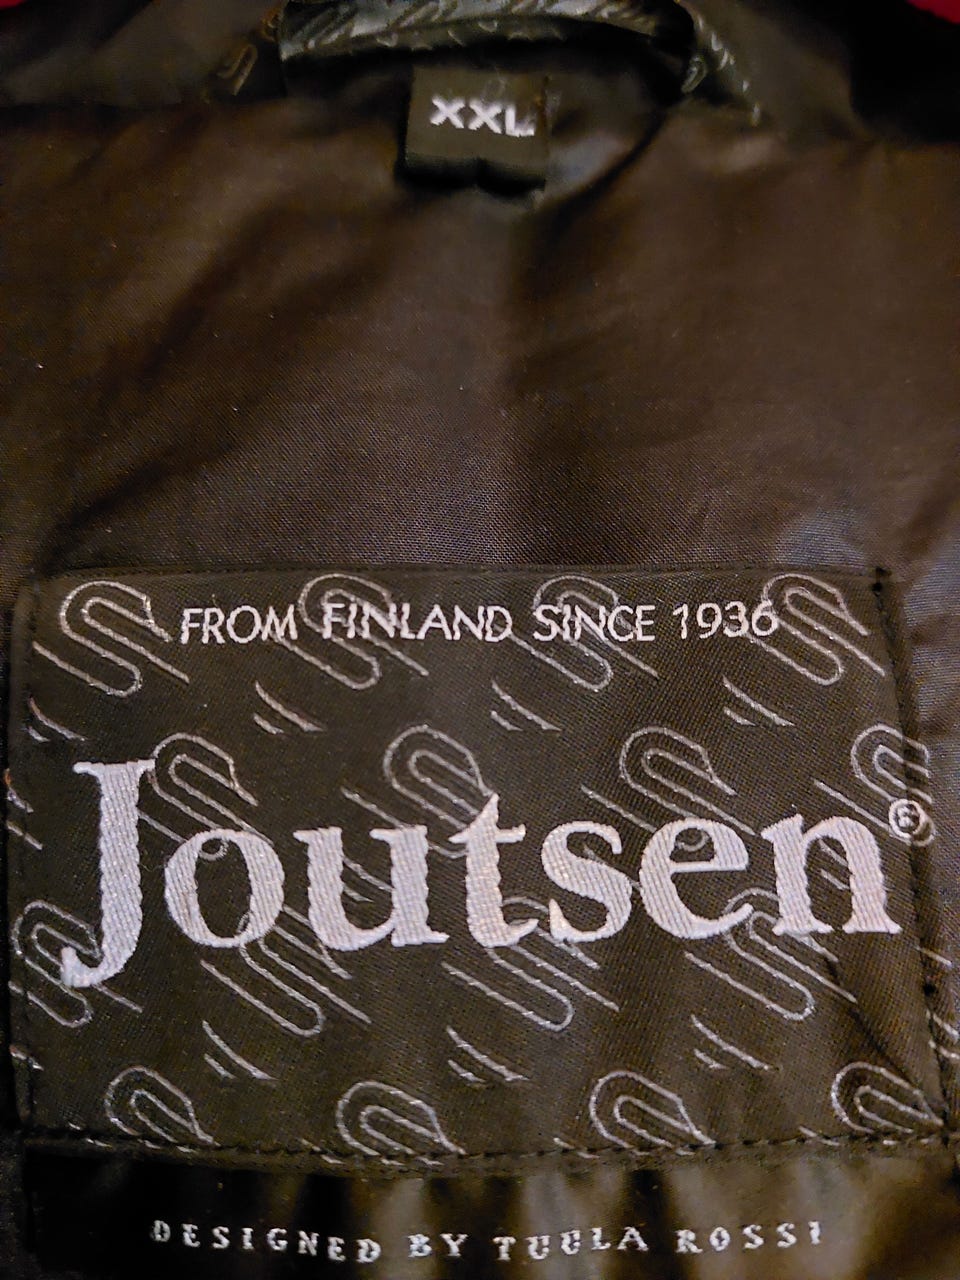 XXL
FROM FINLAND SINCE 1936
Joutsen®
DESIGNED BY TUULA ROSSI